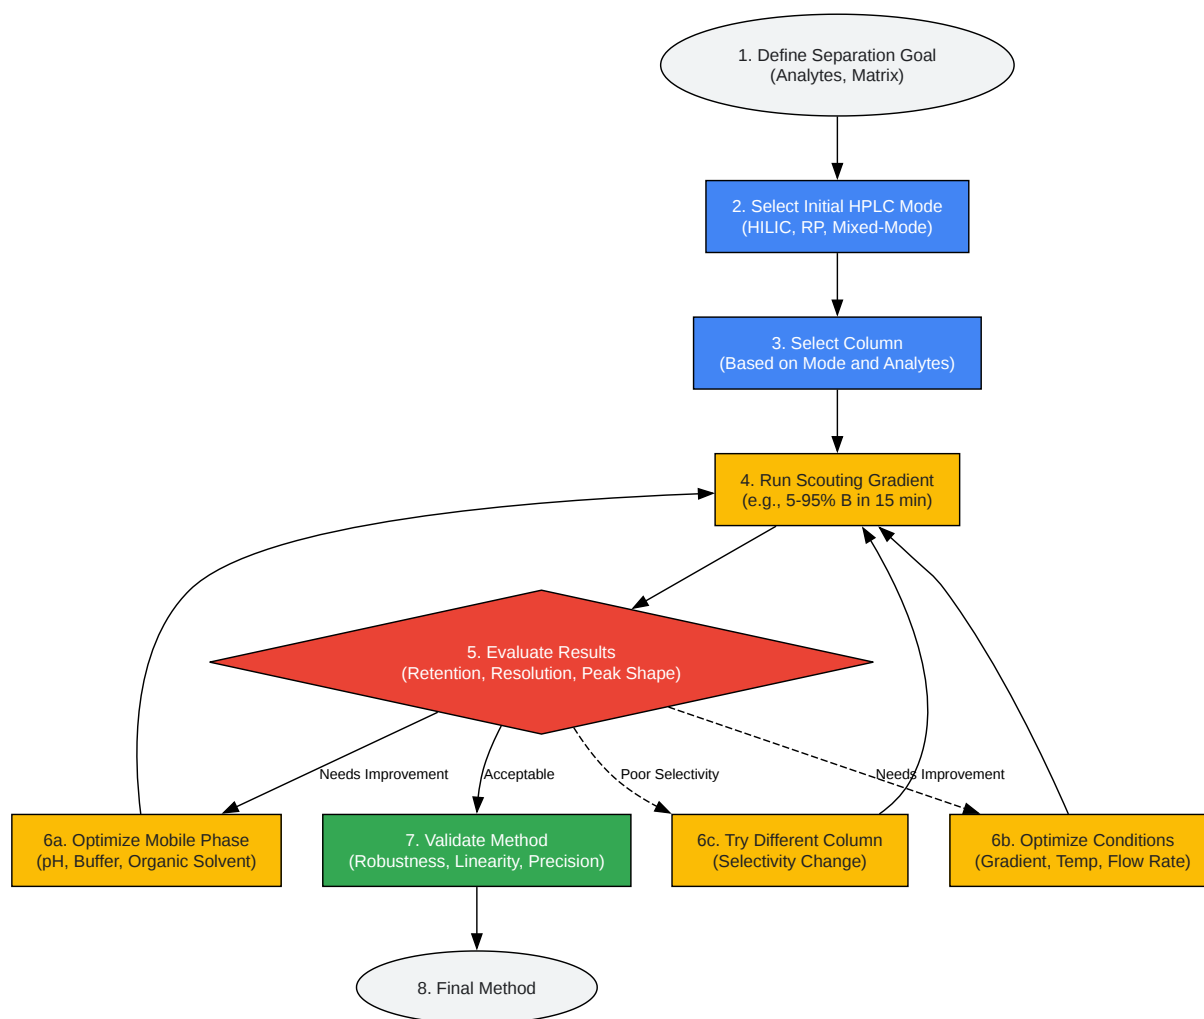 1. Define Separation Goal
(Analytes, Matrix)
2. Select Initial HPLC Mode
(HILIC, RP, Mixed-Mode)
3. Select Column
(Based on Mode and Analytes)
4. Run Scouting Gradient
(e.g., 5-95% B in 15 min)
5. Evaluate Results
(Retention, Resolution, Peak Shape)
Needs Improvement
Acceptable
Poor Selectivity
Needs Improvement
6a. Optimize Mobile Phase
(pH, Buffer, Organic Solvent)
7. Validate Method
(Robustness, Linearity, Precision)
6c. Try Different Column
(Selectivity Change)
6b. Optimize Conditions
(Gradient, Temp, Flow Rate)
8. Final Method